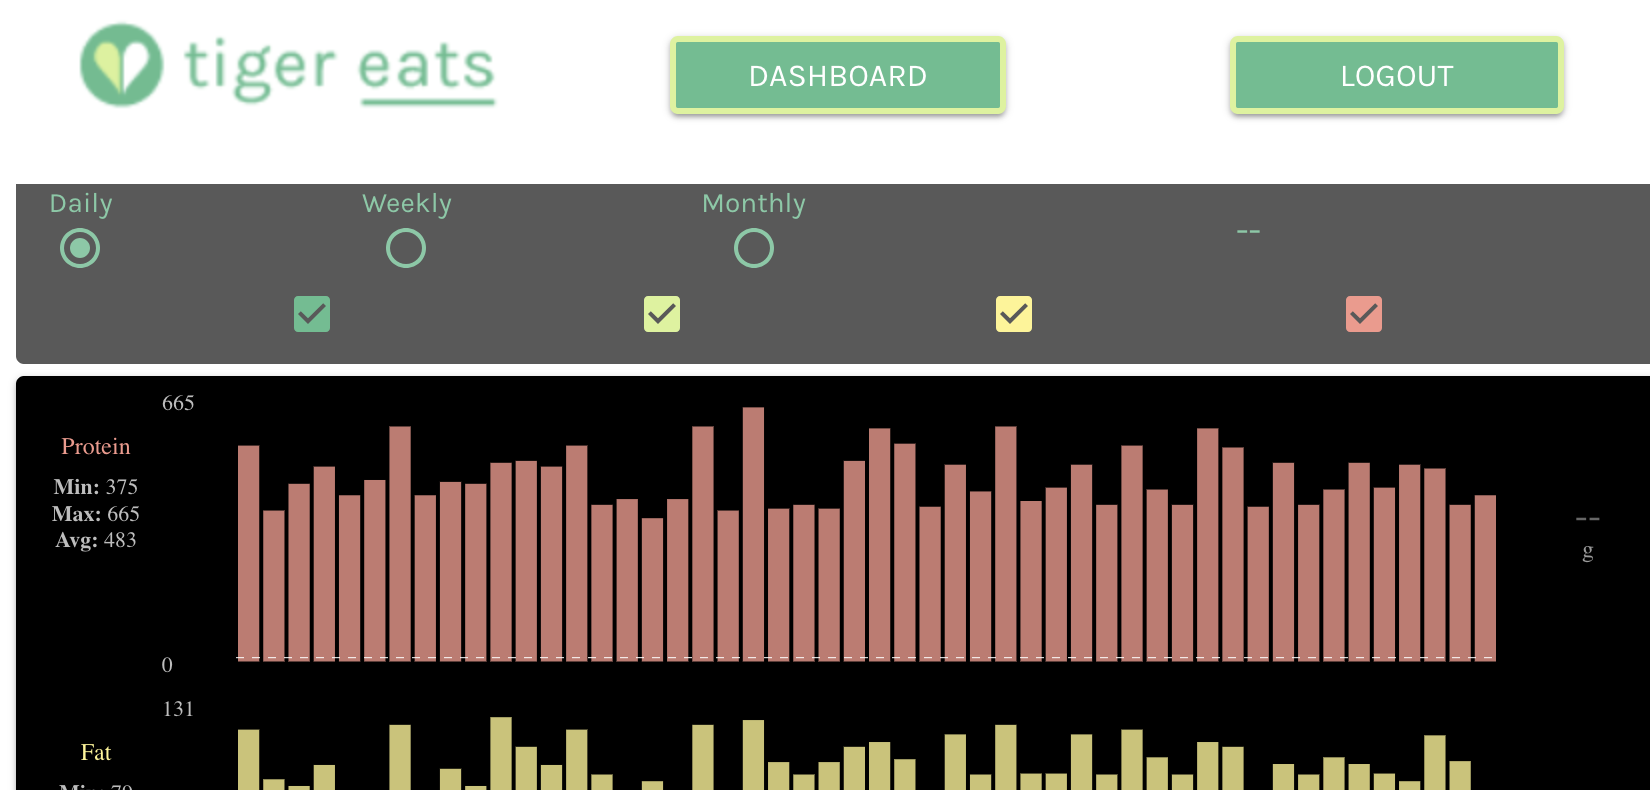 tiger eats
DASHBOARD
LOGOUT
Daily
Weekly
Monthly
--
665
Protein
Min: 375
Max: 665
Avg: 483
--
g
0
131
Fat